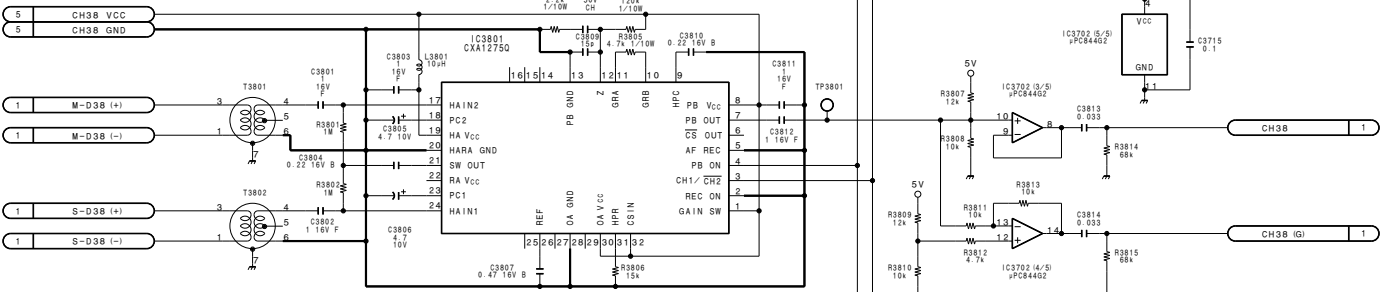 5 CH38 VCC
5 CH38 GND
2.2k
1/10W
50V
CH
120k
1/10W
IC3801
CXA1275Q
C3809
15p
R3805
4.7k 1/10W
C3810
0.22 16V B
C3803
1
16V
F
L3801
10μH
C3811
1
16V
F
TP3801
16 15 14 13 12 11 10 9
PB GND
Z
GRA
GRB
HPC
1 M-D38 (+)
1 M-D38 (-)
T3801
3 4
5
1 6
7
C3801
1
16V
F
R3801
1M
C3805
4.7 10V
C3804
0.22 16V B
17 HAIN2
18 PC2
19 HA VCC
20 HARA GND
21 SW OUT
22 RA VCC
23 PC1
24 HAIN1
PB VCC 8
PB OUT 7
CS OUT 6
AF REC 5
PB ON 4
CH1/ CH2 3
REC ON 2
GAIN SW 1
C3812
1 16V F
1 S-D38 (+)
1 S-D38 (-)
T3802
3 4
5
1 6
7
R3802
1M
C3802
1 16V F
C3806
4.7
10V
REF
OA GND
OA VCC
HPR
CSIN
25 26 27 28 29 30 31 32
C3807
0.47 16V B
R3806
15k
4
VCC
GND
11
IC3702 (5/5)
μPC844G2
C3715
0.1
5V
R3807
12k
R3808
10k
IC3702 (3/5)
μPC844G2
10
9
8
C3813
0.033
R3814
68k
CH38 1
5V
R3809
12k
R3810
10k
R3811
10k
R3812
4.7k
R3813
10k
13
12
14
IC3702 (4/5)
μPC844G2
C3814
0.033
R3815
68k
CH38 (G) 1